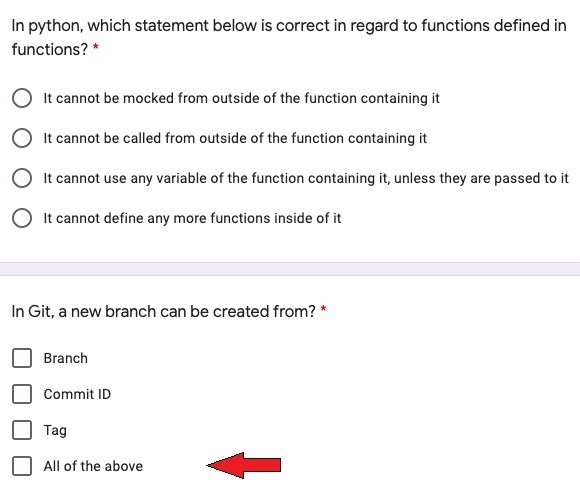 In python, which statement below is correct in regard to functions defined in
functions? *
It cannot be mocked from outside of the function containing it
It cannot be called from outside of the function containing it
It cannot use any variable of the function containing it, unless they are passed to it
It cannot define any more functions inside of it
In Git, a new branch can be created from? *
Branch
Commit ID
Tag
All of the above